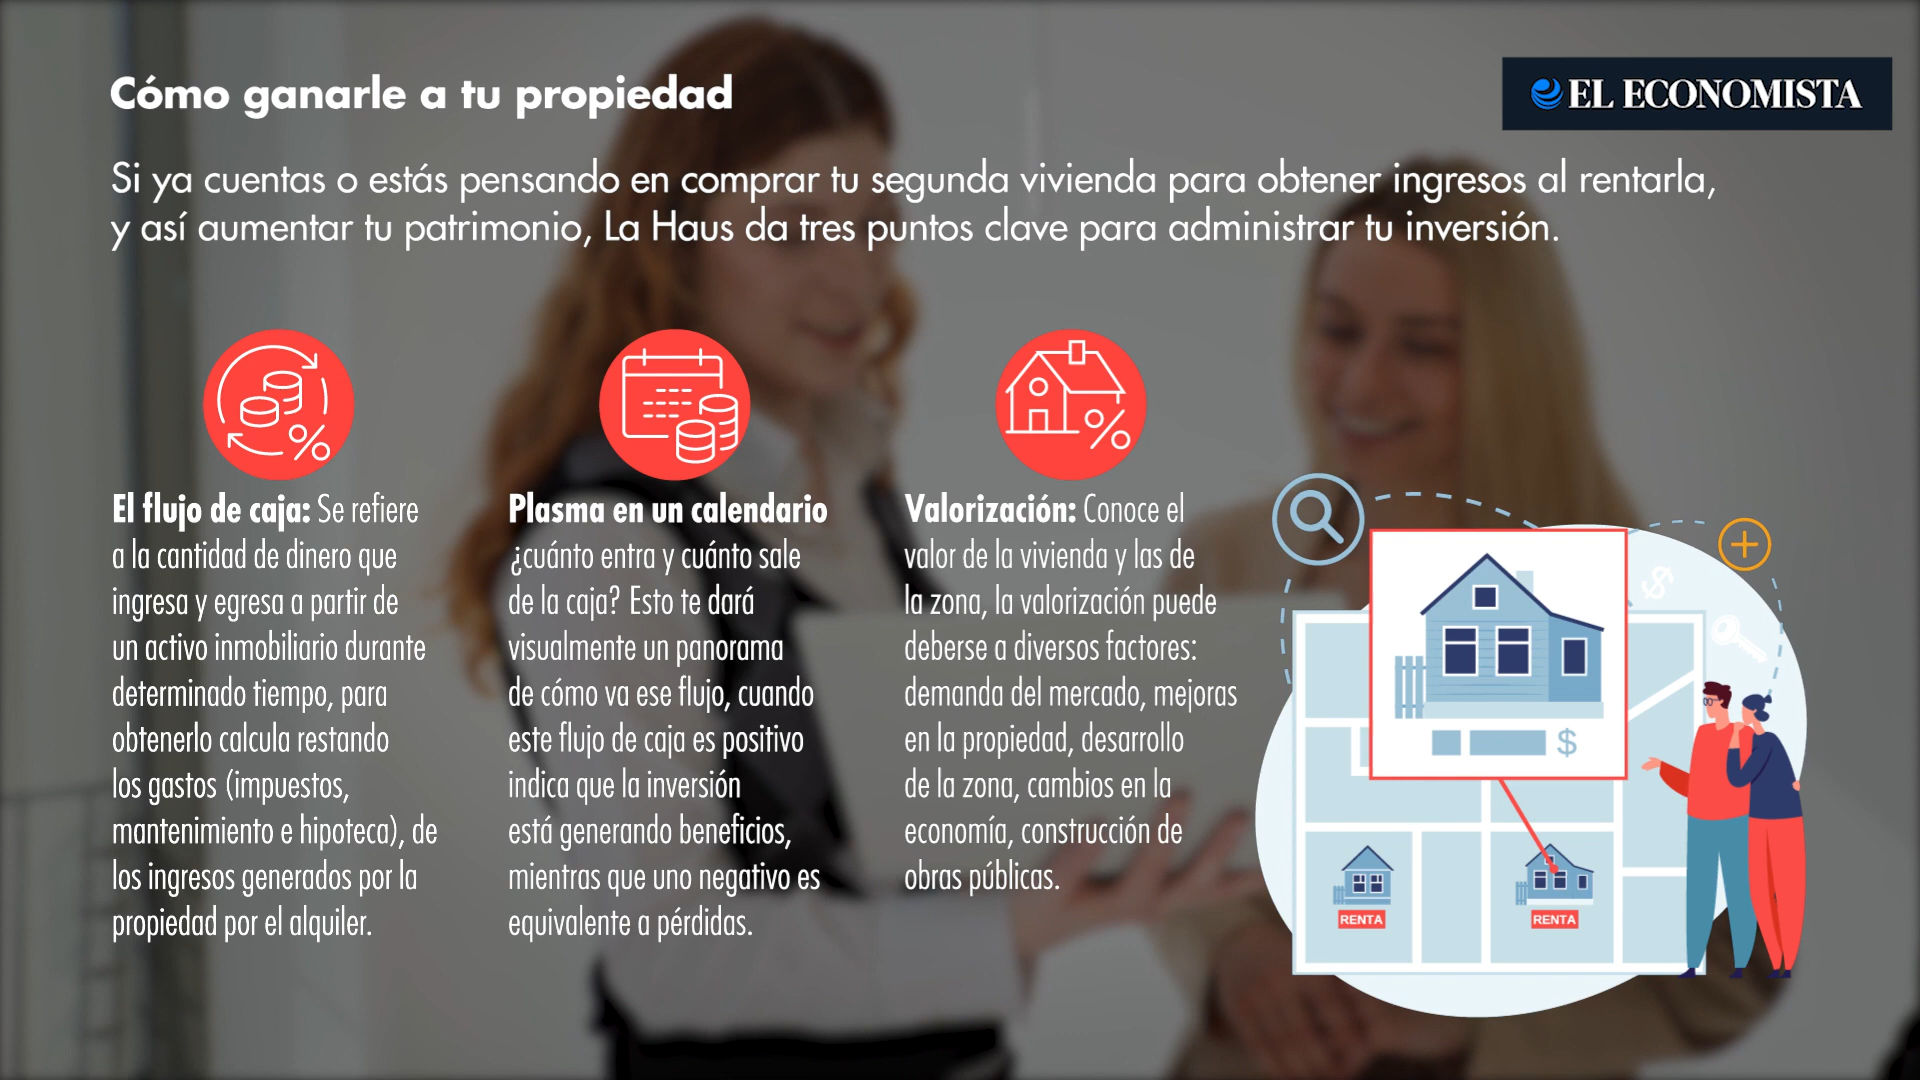 Cómo ganarle a tu propiedad
EL ECONOMISTA
Si ya cuentas o estás pensando en comprar tu segunda vivienda para obtener ingresos al rentarla,
y así aumentar tu patrimonio, La Haus da tres puntos clave para administrar tu inversión.
El flujo de caja: Se refiere
a la cantidad de dinero que
ingresa y egresa a partir de
un activo inmobiliario durante
determinado tiempo, para
obtenerlo calcula restando
los gastos (impuestos,
mantenimiento e hipoteca), de
los ingresos generados por la
propiedad por el alquiler.
Plasma en un calendario
¿cuánto entra y cuánto sale
de la caja? Esto te dará
visualmente un panorama
de cómo va ese flujo, cuando
este flujo de caja es positivo
indica que la inversión
está generando beneficios,
mientras que uno negativo es
equivalente a pérdidas.
Valorización: Conoce el
valor de la vivienda y las de
la zona, la valorización puede
deberse a diversos factores:
demanda del mercado, mejoras
en la propiedad, desarrollo
de la zona, cambios en la
economía, construcción de
obras públicas.
$
$
RENTA
RENTA